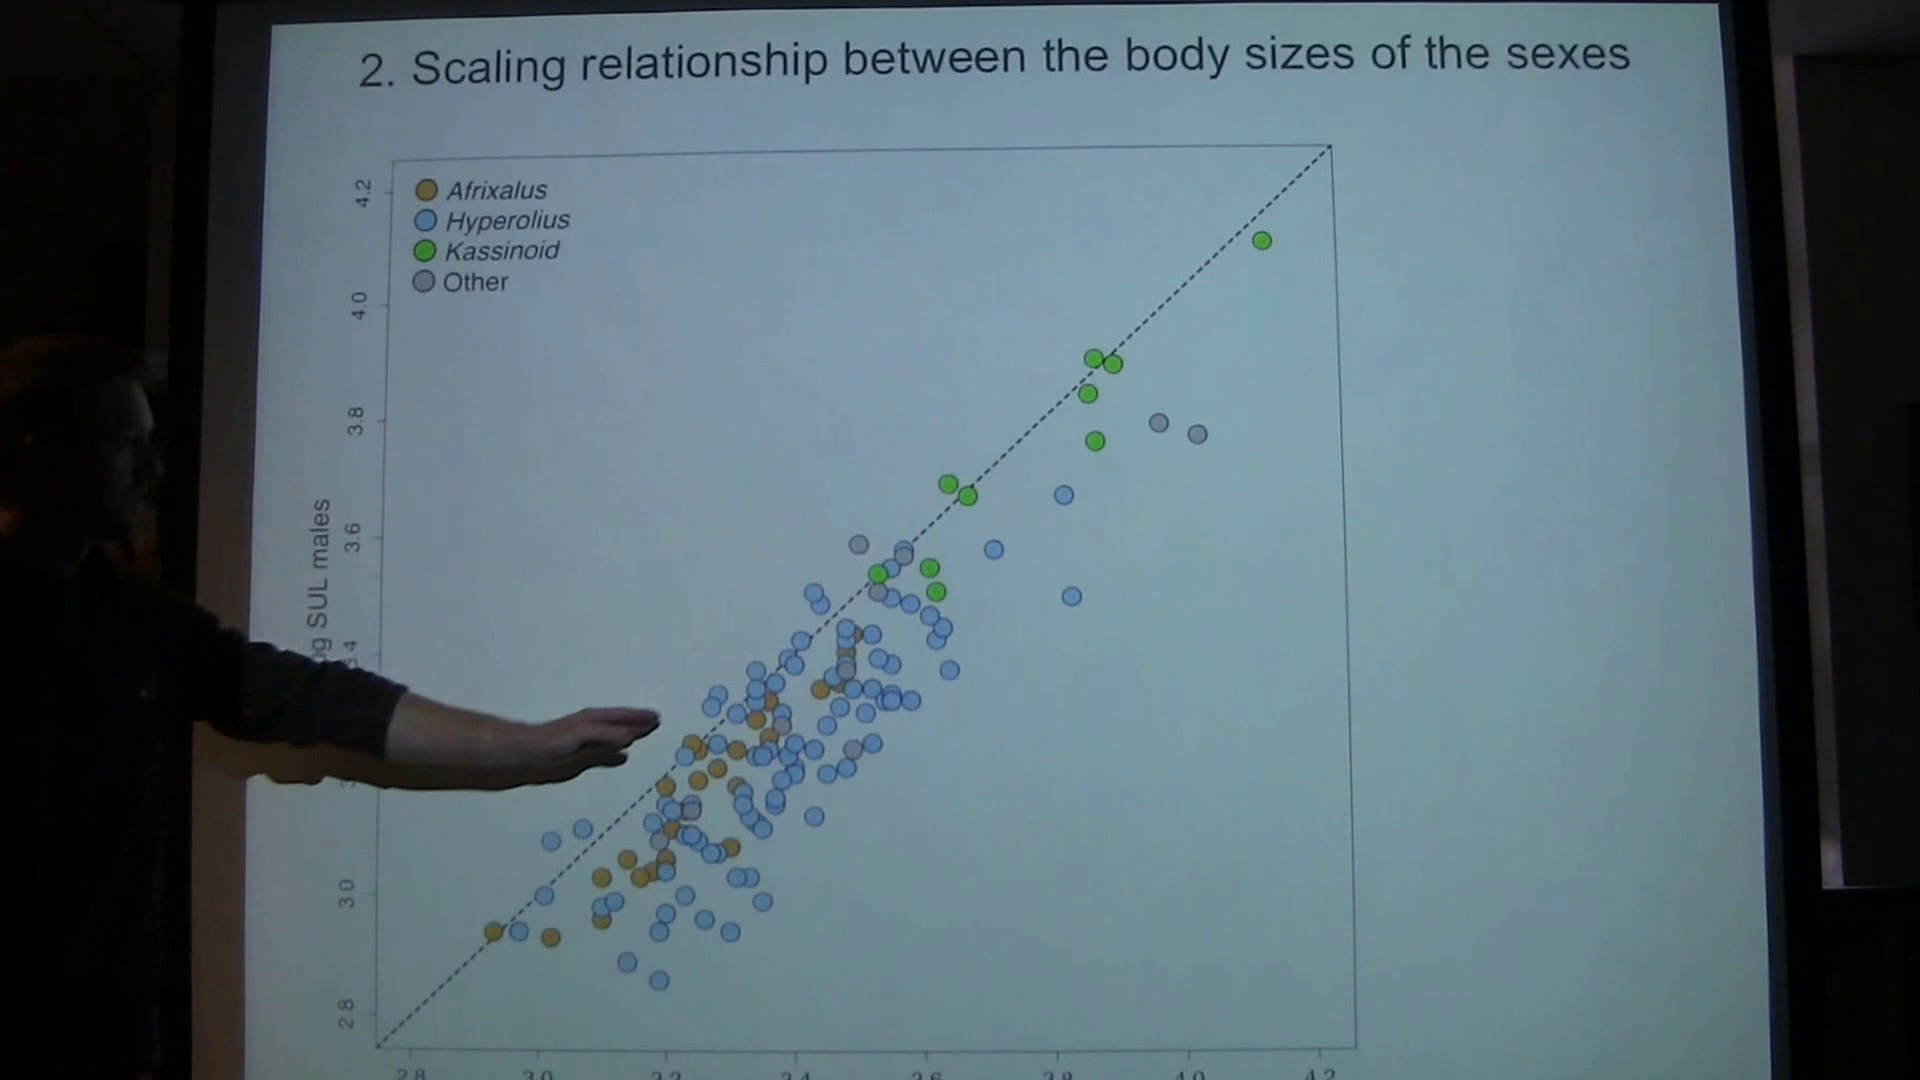 2. Scaling relationship between the body sizes of the sexes
Afrixalus
Hyperolius
Kassinoid
Other
4.2
4.0
3.8
3.6
3.0
2.8
SUL males
2.8 3.0 3.2 3.4 3.6 3.8 4.0 4.2